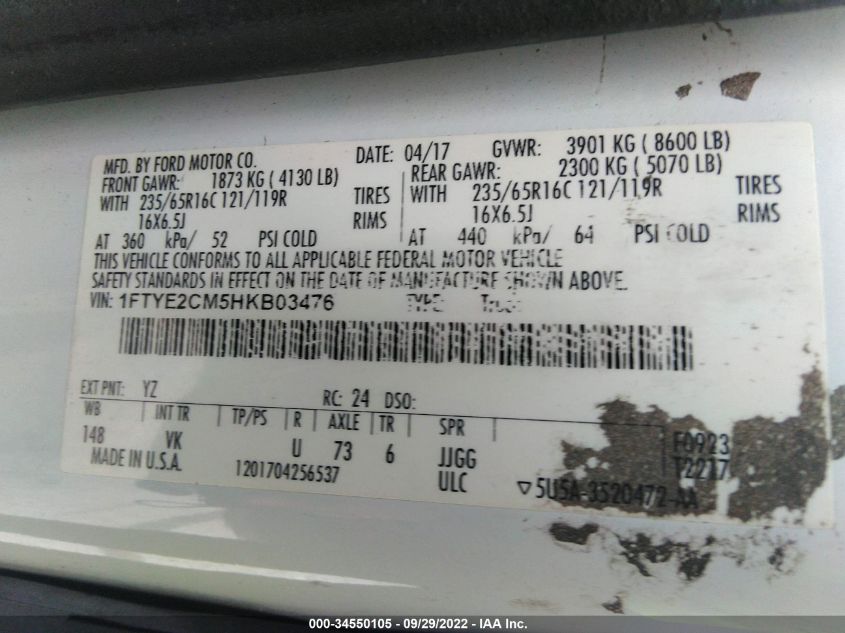 MFD. BY FORD MOTOR CO. DATE: 04/17 GVWR: 3901 KG ( 8600 LB)
FRONT GAWR: 1873 KG ( 4130 LB) REAR GAWR: 2300 KG ( 5070 LB)
WITH 235/65R16C 121/119R TIRES WITH 235/65R16C 121/119R TIRES
16X6.5J RIMS 16X6.5J RIMS
AT 360 kPa/ 52 PSI COLD AT 440 kPa/ 64 PSI COLD
THIS VEHICLE CONFORMS TO ALL APPLICABLE FEDERAL MOTOR VEHICLE
SAFETY STANDARDS IN EFFECT ON THE DATE OF MANUFACTURE SHOWN ABOVE.
VIN: 1FTYE2CM5HKB03476 TYPE: Truck
EXT PNT: YZ RC: 24 DSO:
WB INT TR TP/PS R AXLE TR SPR
148 VK U 73 6 JJGG F0923
MADE IN U.S.A. 1201704256537 ULC T2217
▽5U5A-3520472-AA
000-34550105 - 09/29/2022 - IAA Inc.